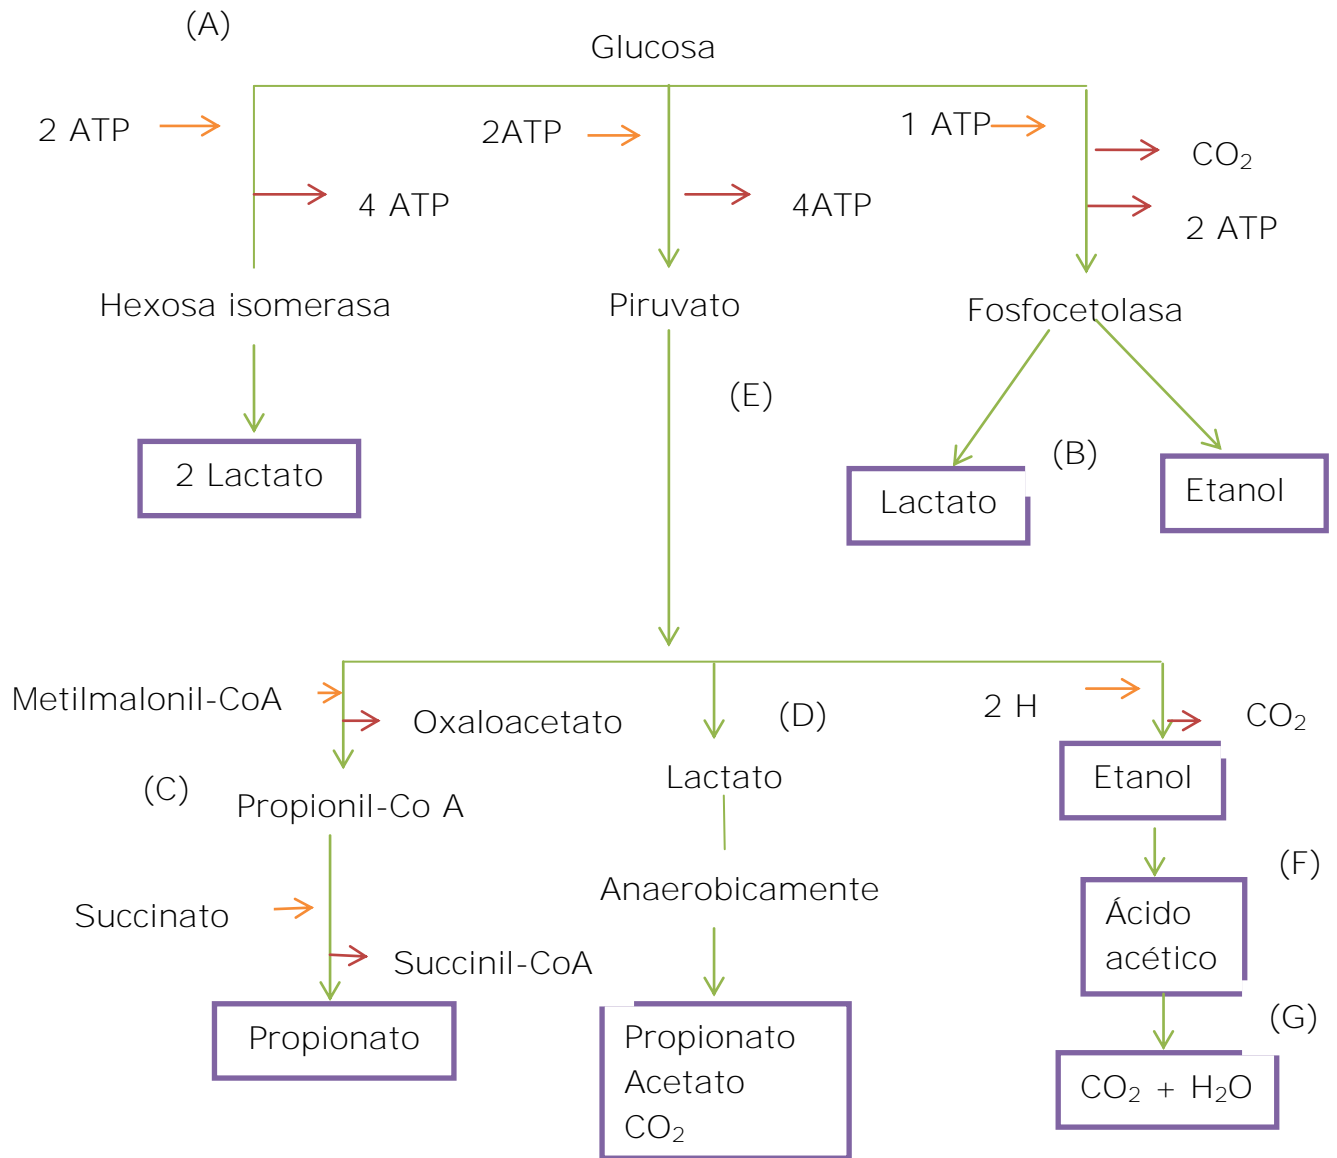 (A)
Glucosa
2 ATP
2ATP
1 ATP
CO₂
4 ATP
4ATP
2 ATP
Hexosa isomerasa
Piruvato
Fosfocetolasa
(E)
(B)
2 Lactato
Lactato
Etanol
Metilmalonil-CoA
Oxaloacetato
(D)
2 H
CO₂
(C)
Propionil-Co A
Lactato
Etanol
(F)
Succinato
Anaerobicamente
Ácido
acético
Succinil-CoA
(G)
Propionato
Propionato
Acetato
CO₂
CO₂ + H₂O